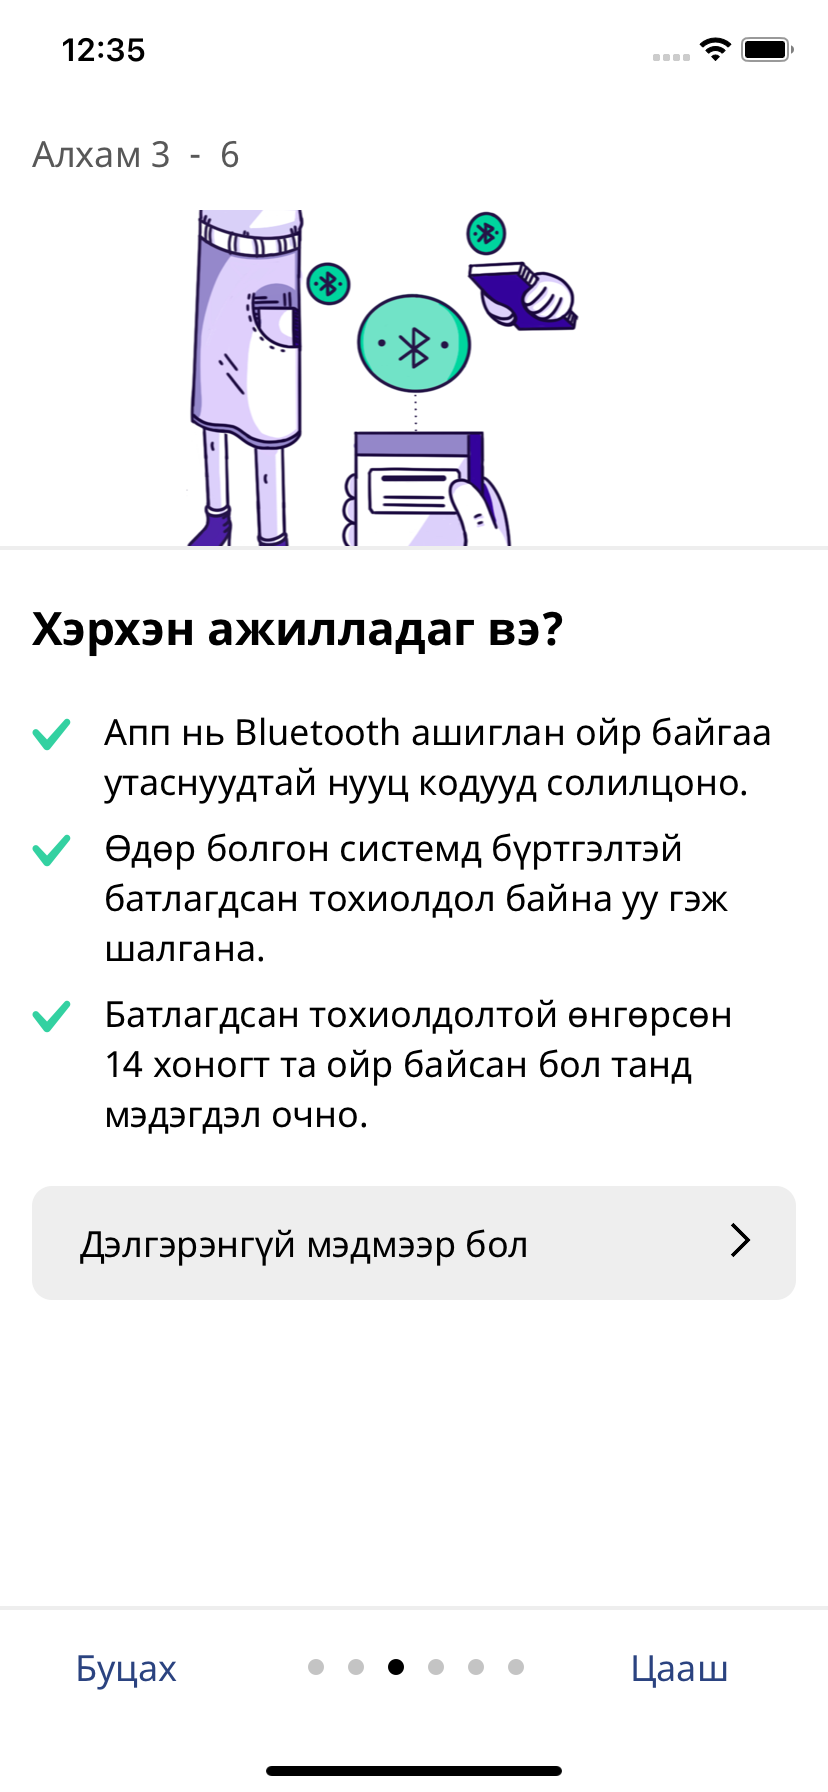 12:35
Алхам 3 - 6
Хэрхэн ажилладаг вэ?
Апп нь Bluetooth ашиглан ойр байгаа
утаснуудтай нууц кодууд солилцоно.
Өдөр болгон системд бүртгэлтэй
батлагдсан тохиолдол байна уу гэж
шалгана.
Батлагдсан тохиолдолтой өнгөрсөн
14 хоногт та ойр байсан бол танд
мэдэгдэл очно.
Дэлгэрэнгүй мэдмээр бол
Буцах
Цааш